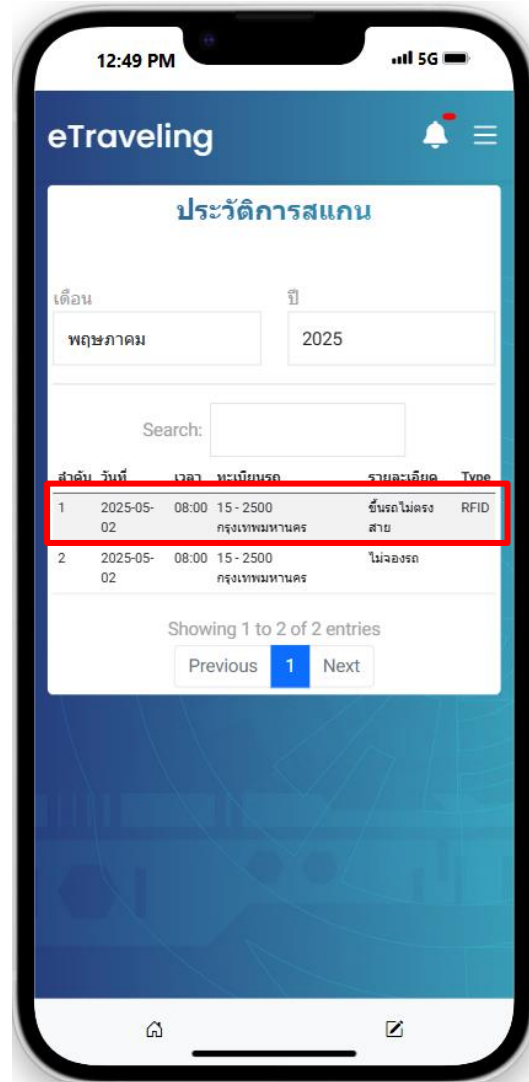 12:49 PM 5G
eTraveling
ประวัติการสแกน
เดือน ปี
พฤษภาคม 2025
Search:
ลำดับ วันที่ เวลา ทะเบียนรถ รายละเอียด Type
1 2025-05- 08:00 15 - 2500 ขึ้นรถไม่ตรง RFID
02 กรุงเทพมหานคร สาย
2 2025-05- 08:00 15 - 2500 ไม่จองรถ
02 กรุงเทพมหานคร
Showing 1 to 2 of 2 entries
Previous 1 Next